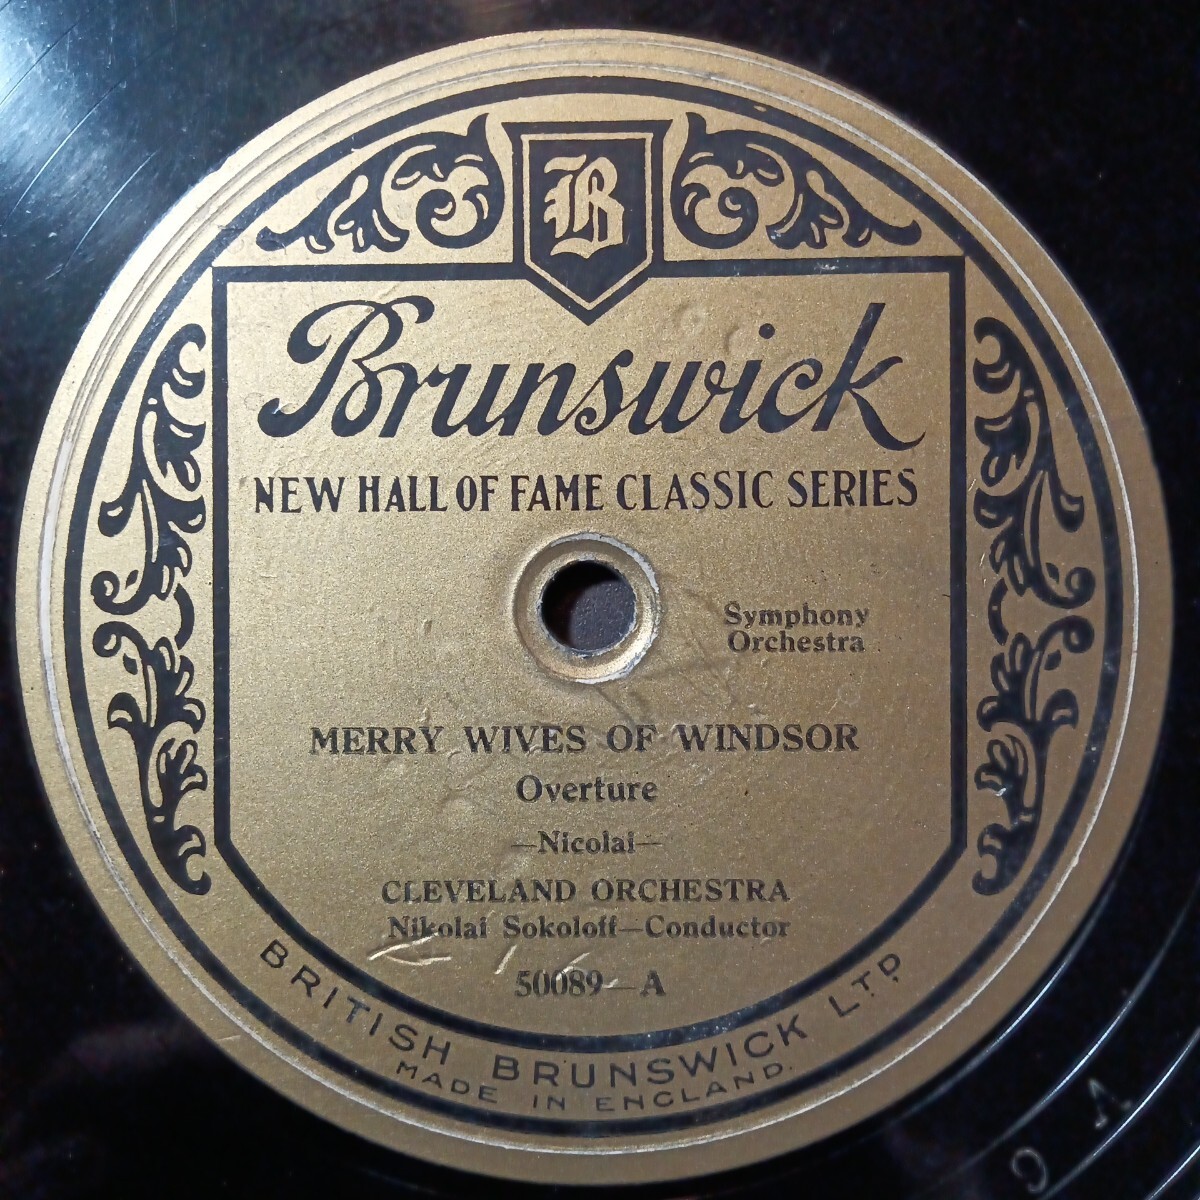 B
Brunswick
NEW HALL OF FAME CLASSIC SERIES
Symphony
Orchestra
MERRY WIVES OF WINDSOR
Overture
—Nicolai—
CLEVELAND ORCHESTRA
Nikolai Sokoloff—Conductor
50089—A
BRITISH BRUNSWICK LTD
MADE IN ENGLAND.